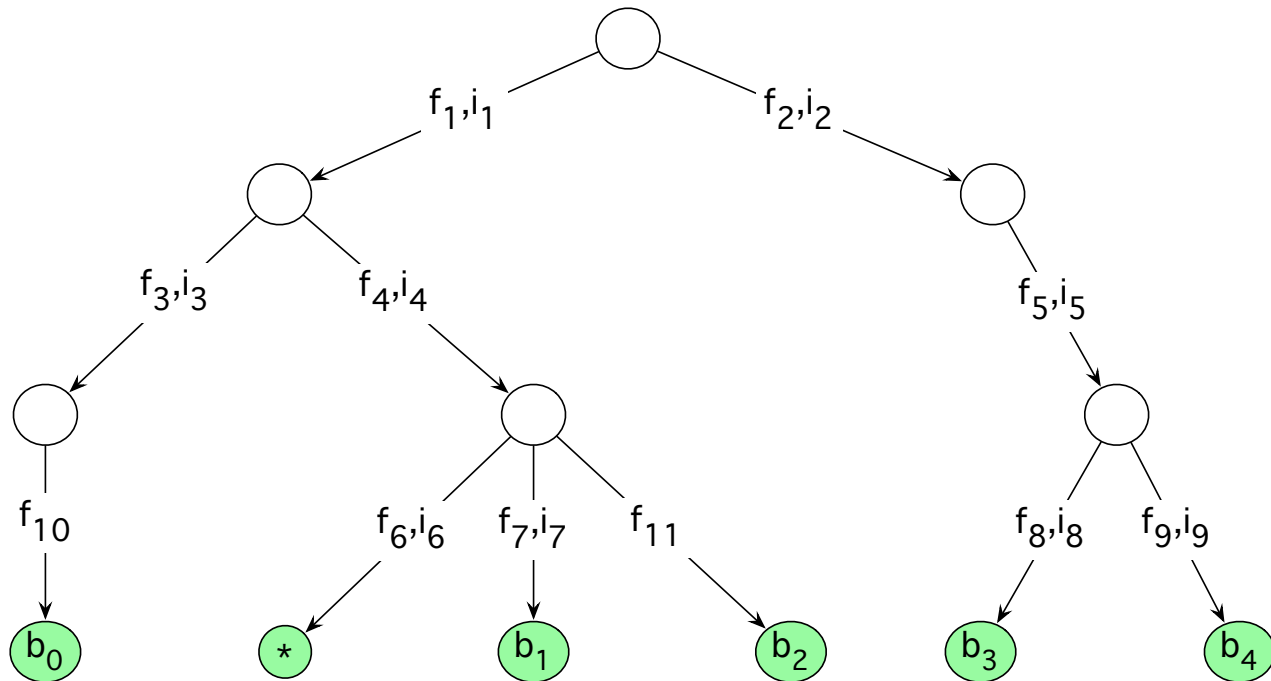 f₁,i₁
f₂,i₂
f₃,i₃
f₄,i₄
f₅,i₅
f₁₀
f₆,i₆
f₇,i₇
f₁₁
f₈,i₈
f₉,i₉
b₀
*
b₁
b₂
b₃
b₄